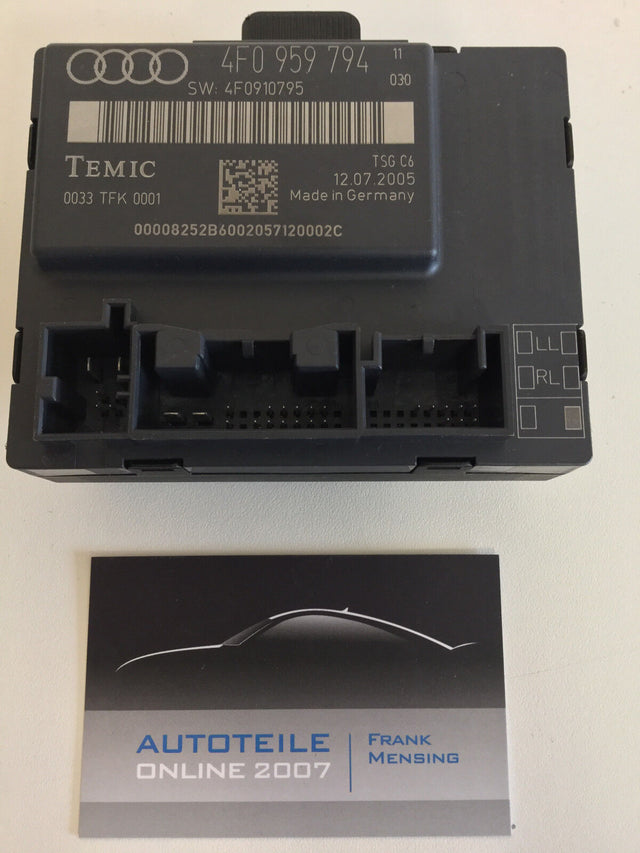 4F0 959 794 11
030
SW: 4F0910795
TEMIC
TSG C6
12.07.2005
0033 TFK 0001
Made in Germany
00008252B6002057120002C
LL
RL
AUTOTEILE
ONLINE 2007
FRANK
MENSING